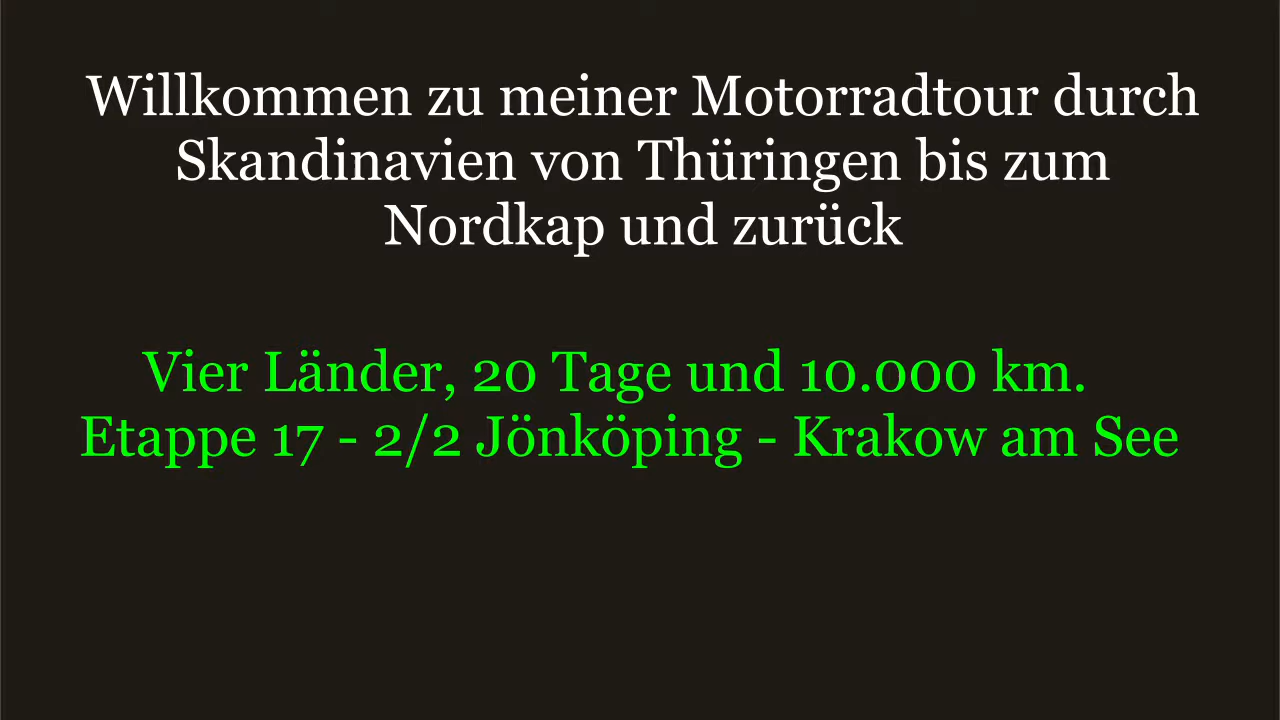 Willkommen zu meiner Motorradtour durch
Skandinavien von Thüringen bis zum
Nordkap und zurück
Vier Länder, 20 Tage und 10.000 km.
Etappe 17 - 2/2 Jönköping - Krakow am See